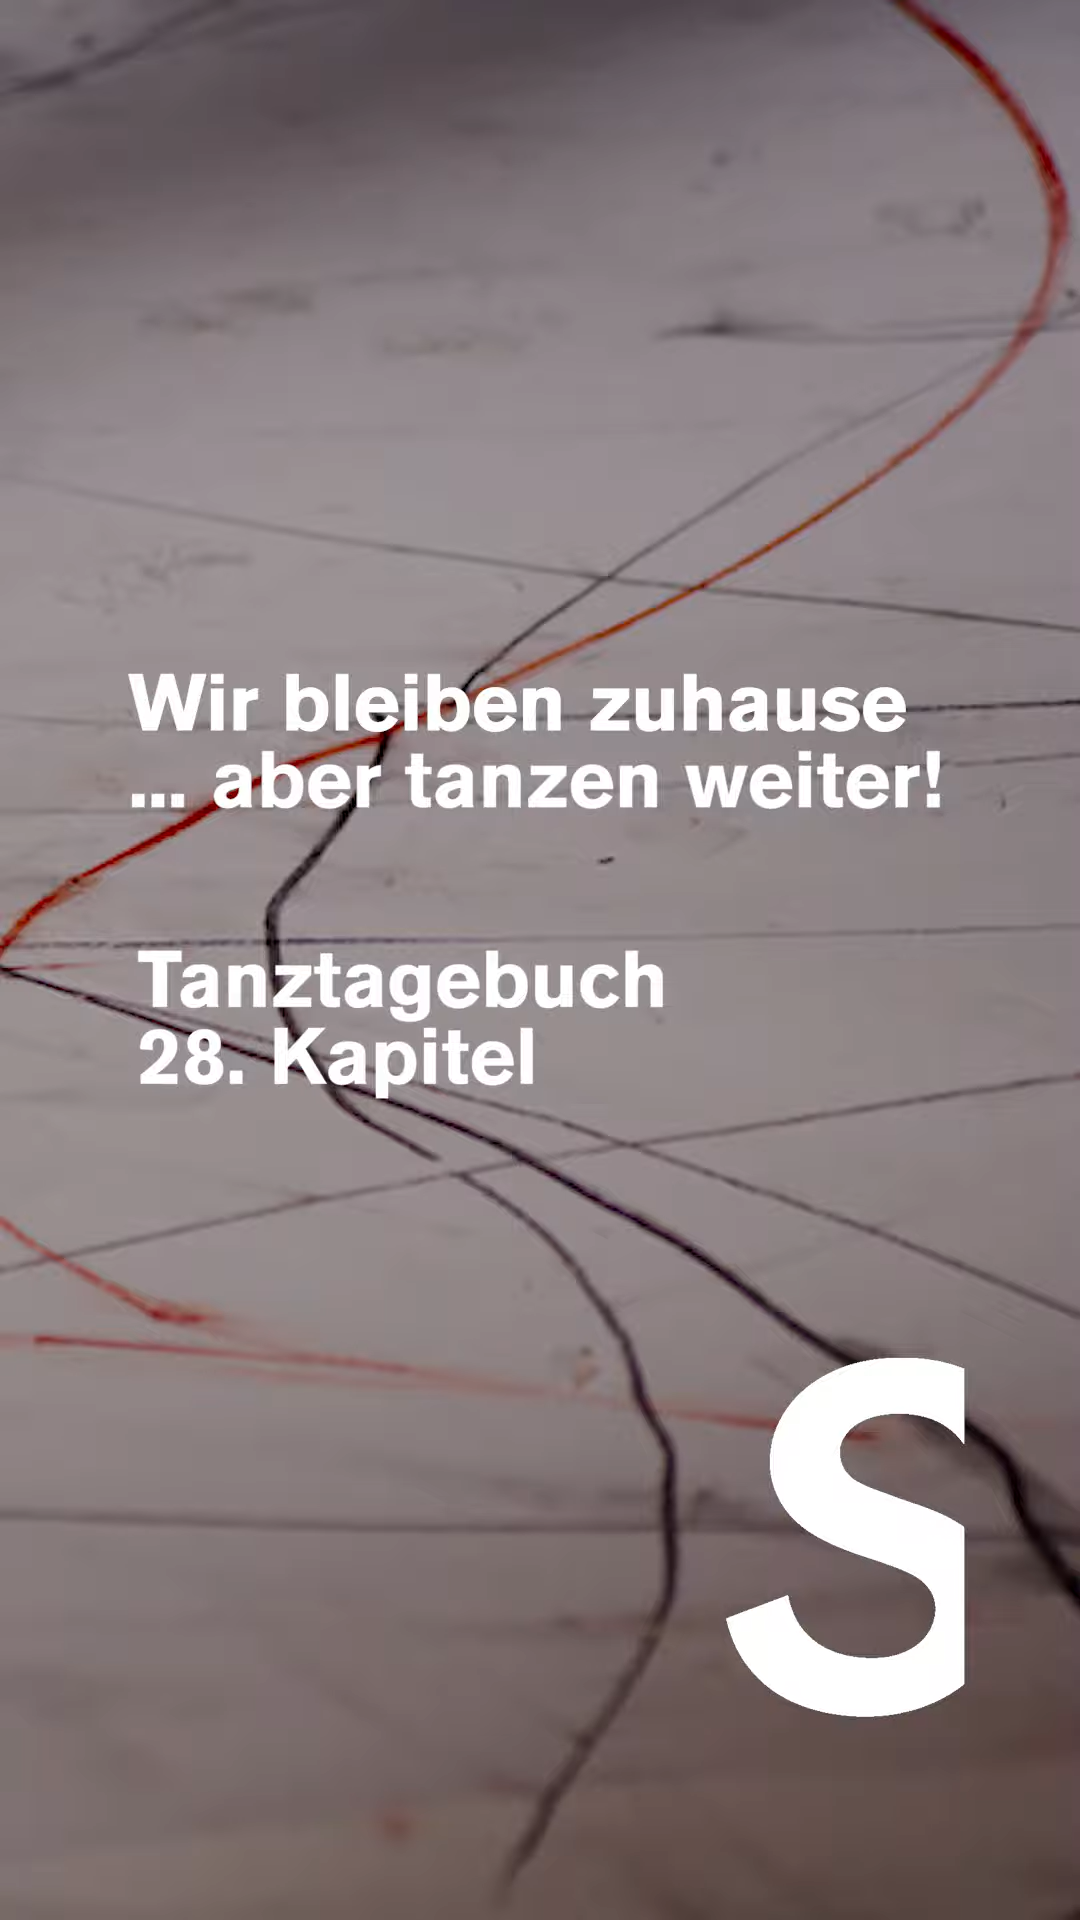 Wir bleiben zuhause
... aber tanzen weiter!
Tanztagebuch
28. Kapitel
S